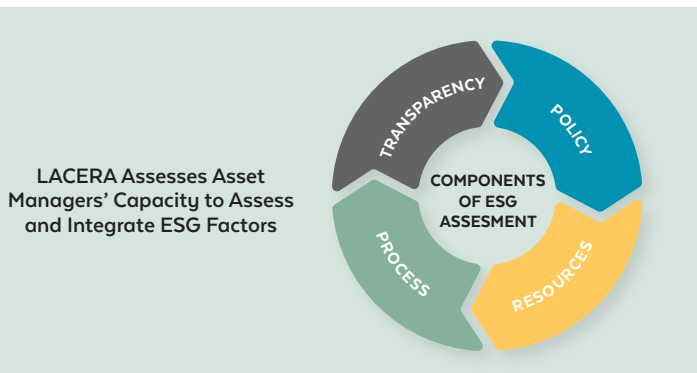 LACERA Assesses Asset
Managers’ Capacity to Assess
and Integrate ESG Factors
TRANSPARENCY
POLICY
COMPONENTS
OF ESG
ASSESMENT
PROCESS
RESOURCES